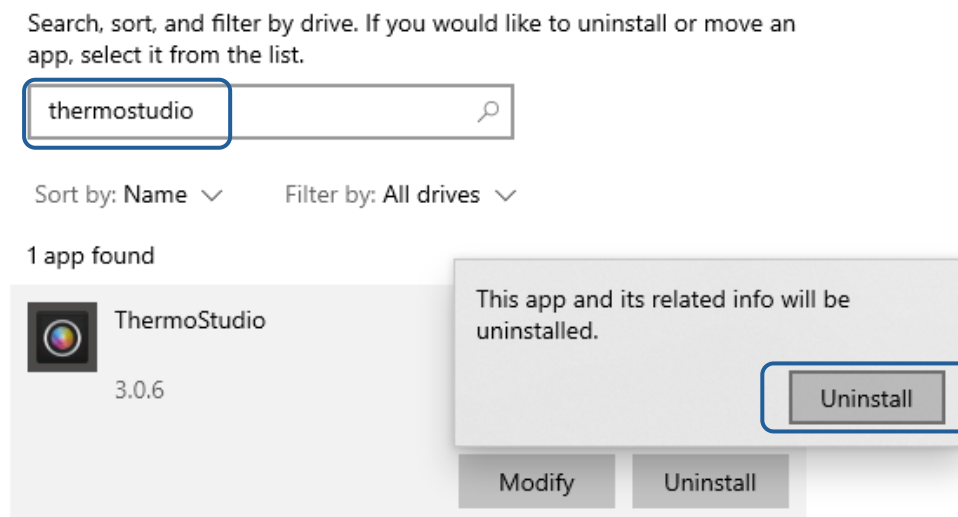 Search, sort, and filter by drive. If you would like to uninstall or move an
app, select it from the list.
thermostudio
Sort by: Name
Filter by: All drives
1 app found
ThermoStudio
3.0.6
This app and its related info will be
uninstalled.
Uninstall
Modify
Uninstall